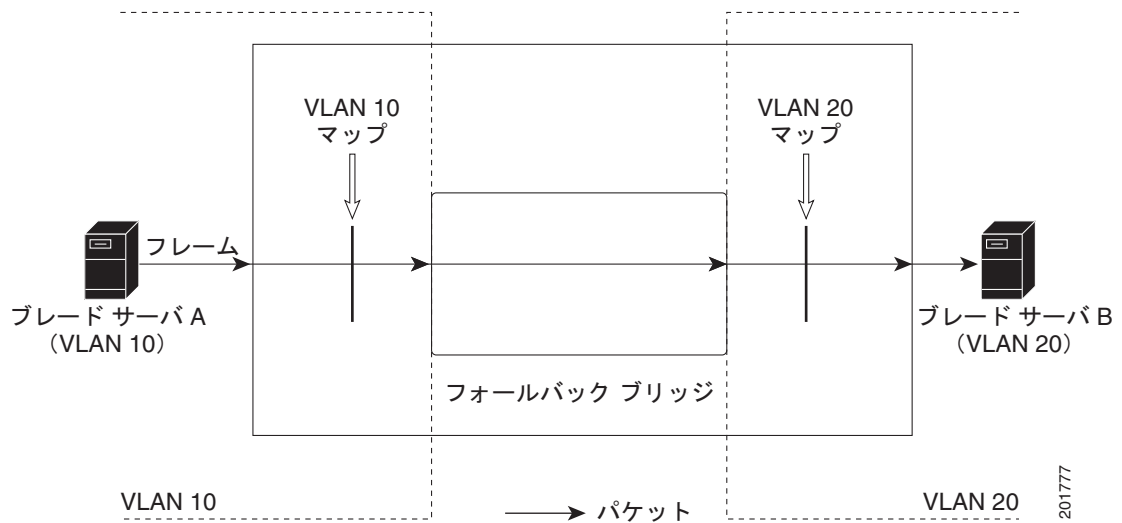 VLAN 10
マップ
VLAN 20
マップ
フレーム
ブレード サーバ A
（VLAN 10）
ブレード サーバ B
（VLAN 20）
フォールバック ブリッジ
VLAN 10
パケット
VLAN 20
201777